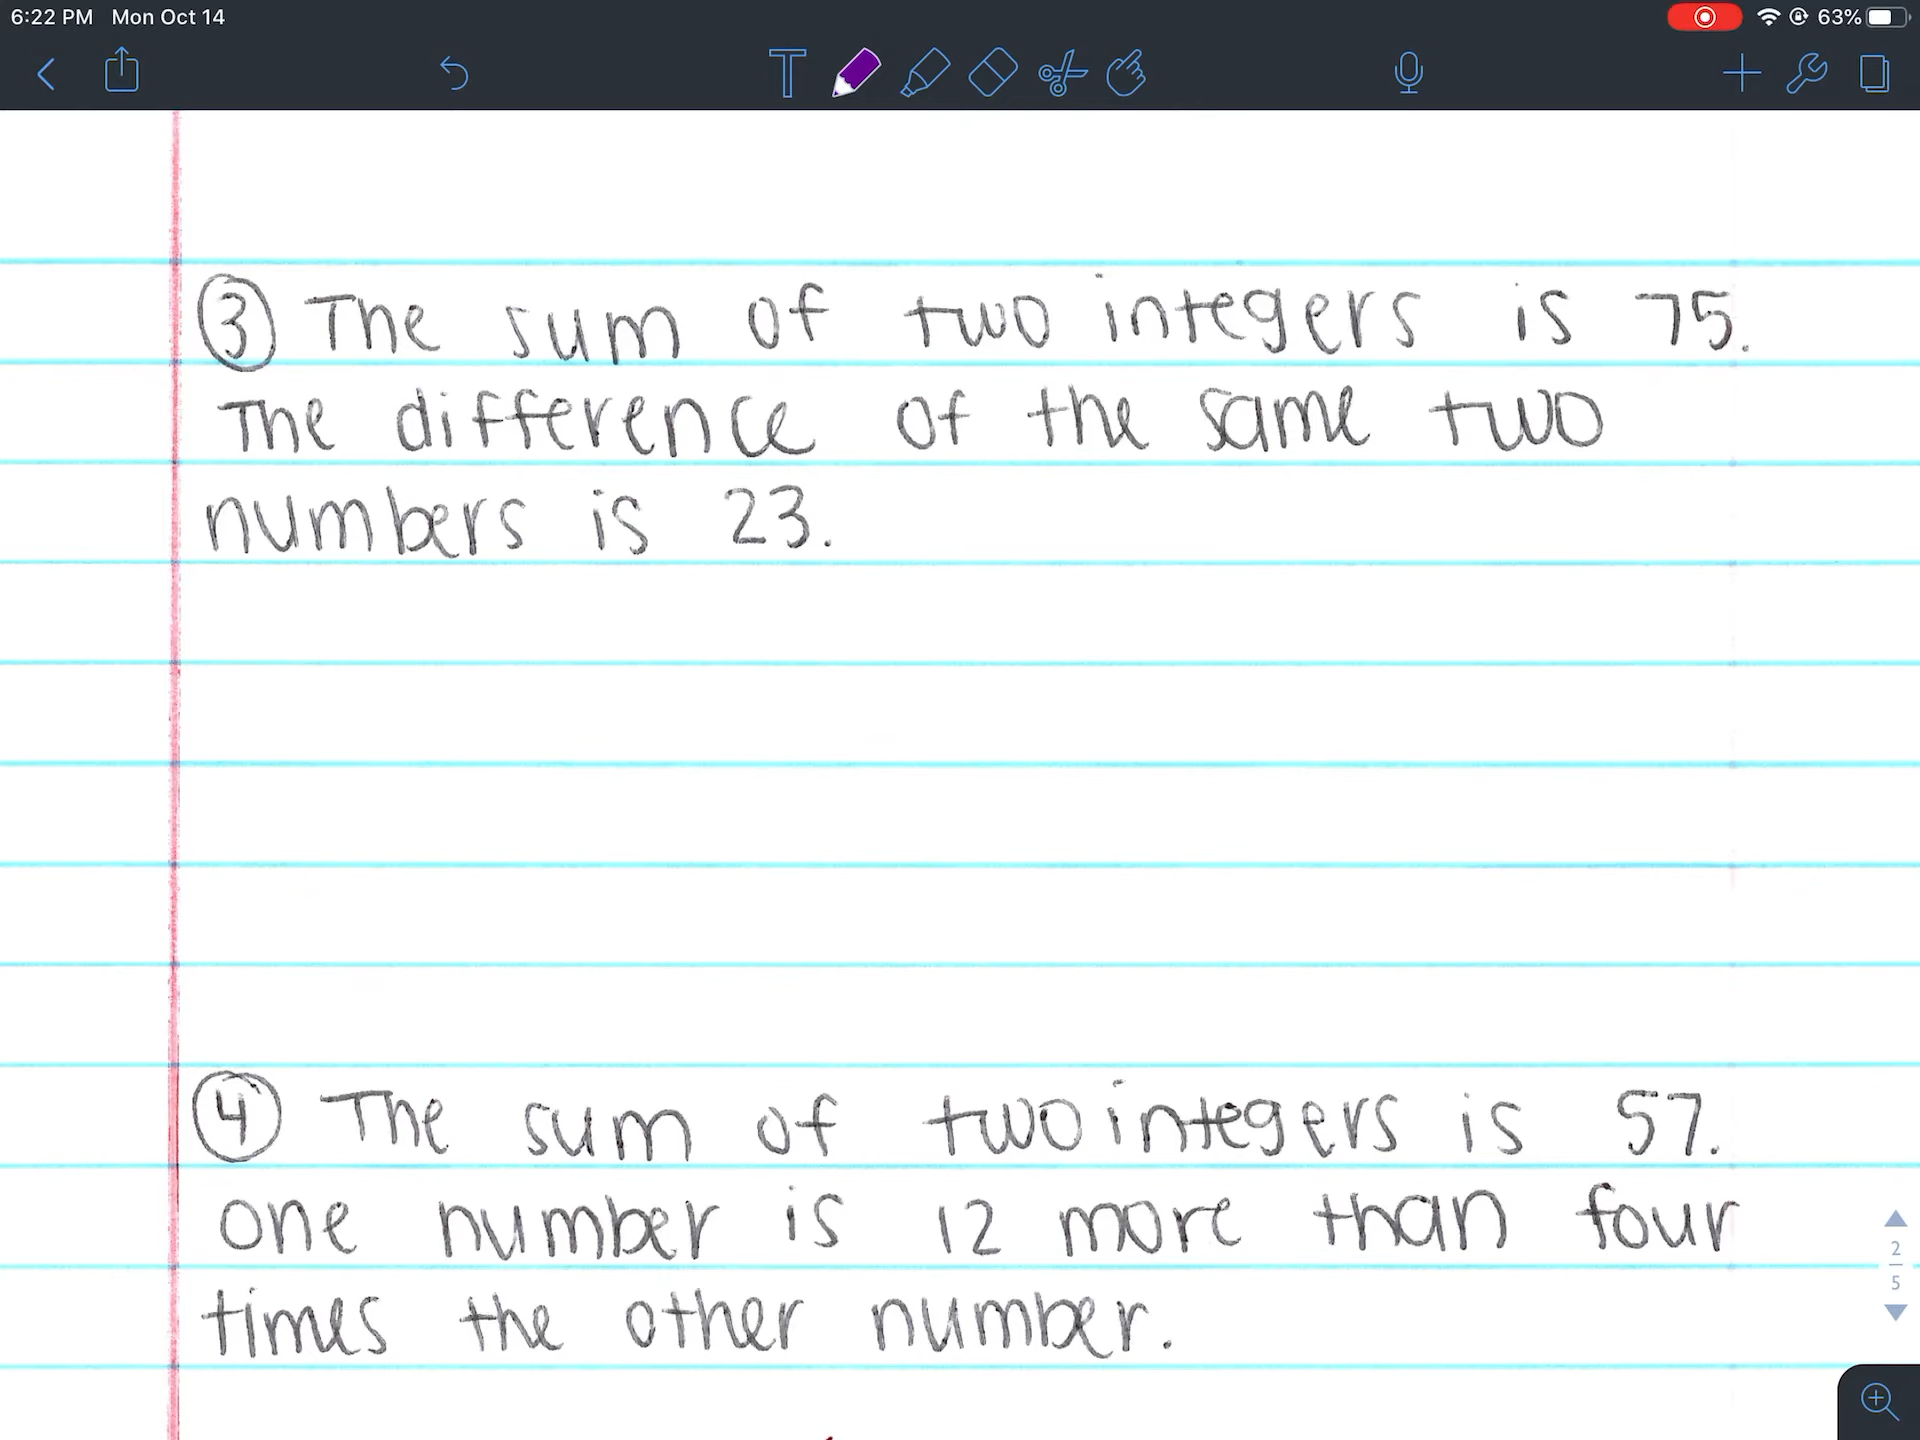 6:22 PM Mon Oct 14 63%
T
③ The sum of two integers is 75.
The difference of the same two
numbers is 23.
④ The sum of two integers is 57.
one number is 12 more than four
times the other number.
2
5